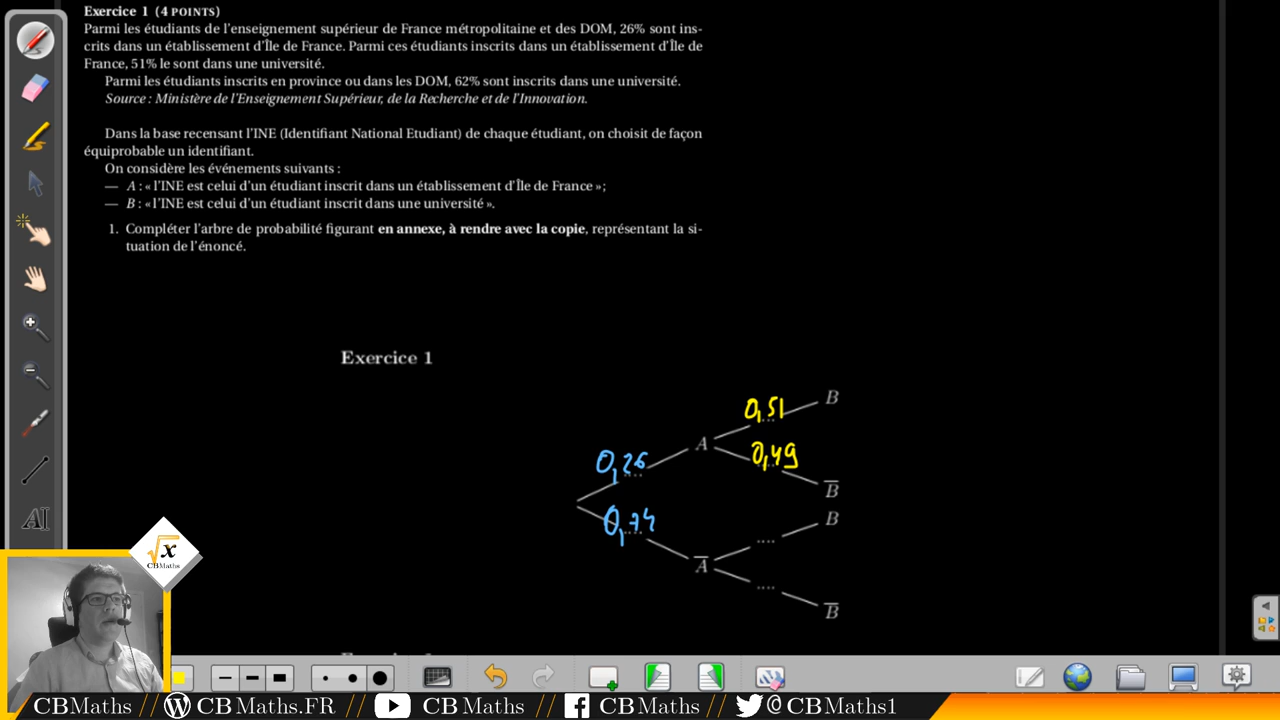 Exercice 1 (4 POINTS)
Parmi les étudiants de l'enseignement supérieur de France métropolitaine et des DOM, 26% sont ins-
crits dans un établissement d'Île de France. Parmi ces étudiants inscrits dans un établissement d'Île de
France, 51% le sont dans une université.
Parmi les étudiants inscrits en province ou dans les DOM, 62% sont inscrits dans une université.
Source : Ministère de l'Enseignement Supérieur, de la Recherche et de l'Innovation.
Dans la base recensant l'INE (Identifiant National Etudiant) de chaque étudiant, on choisit de façon
équiprobable un identifiant.
On considère les événements suivants :
— A : « l'INE est celui d'un étudiant inscrit dans un établissement d'Île de France » ;
— B : « l'INE est celui d'un étudiant inscrit dans une université ».
1. Compléter l'arbre de probabilité figurant en annexe, à rendre avec la copie, représentant la si-
tuation de l'énoncé.
Exercice 1
0,51 B
0,26 A
0,49
B̅
0,74
B
....
A̅
....
B̅
AI
√x
CBMaths
CBMaths CBMaths.FR CBMaths CBMaths @CBMaths1